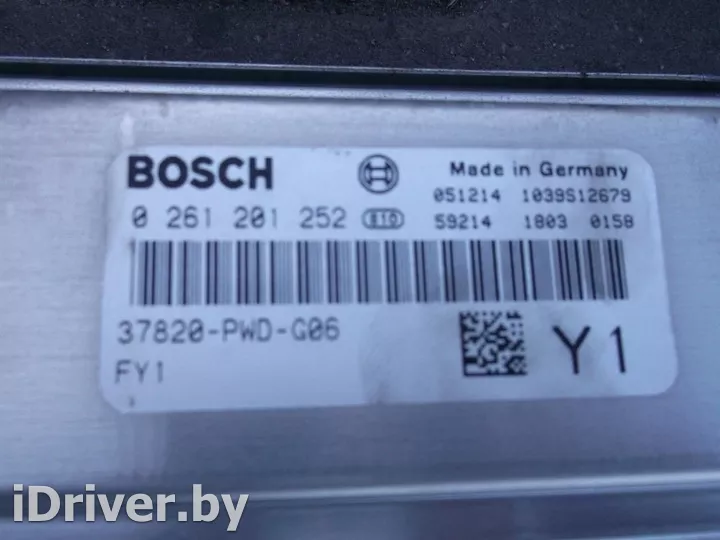 BOSCH
Made in Germany
051214 1039S12679
0 261 201 252 810
59214 1803 0158
37820-PWD-G06
FY1
Y1
iDriver.by